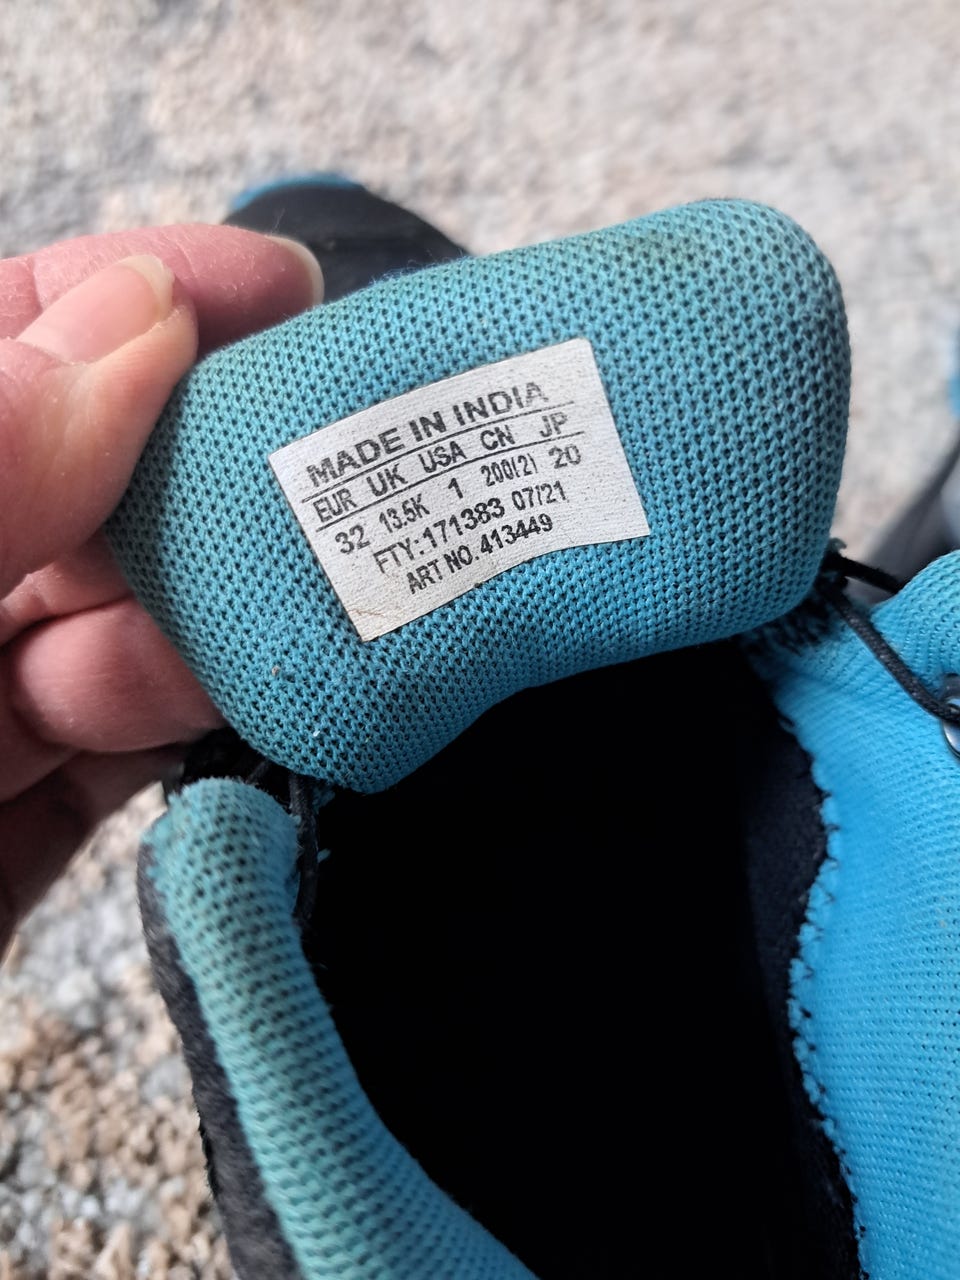 MADE IN INDIA
EUR UK USA CN JP
32 13.5K 1 200(2) 20
FTY:171383 07/21
ART NO.413449